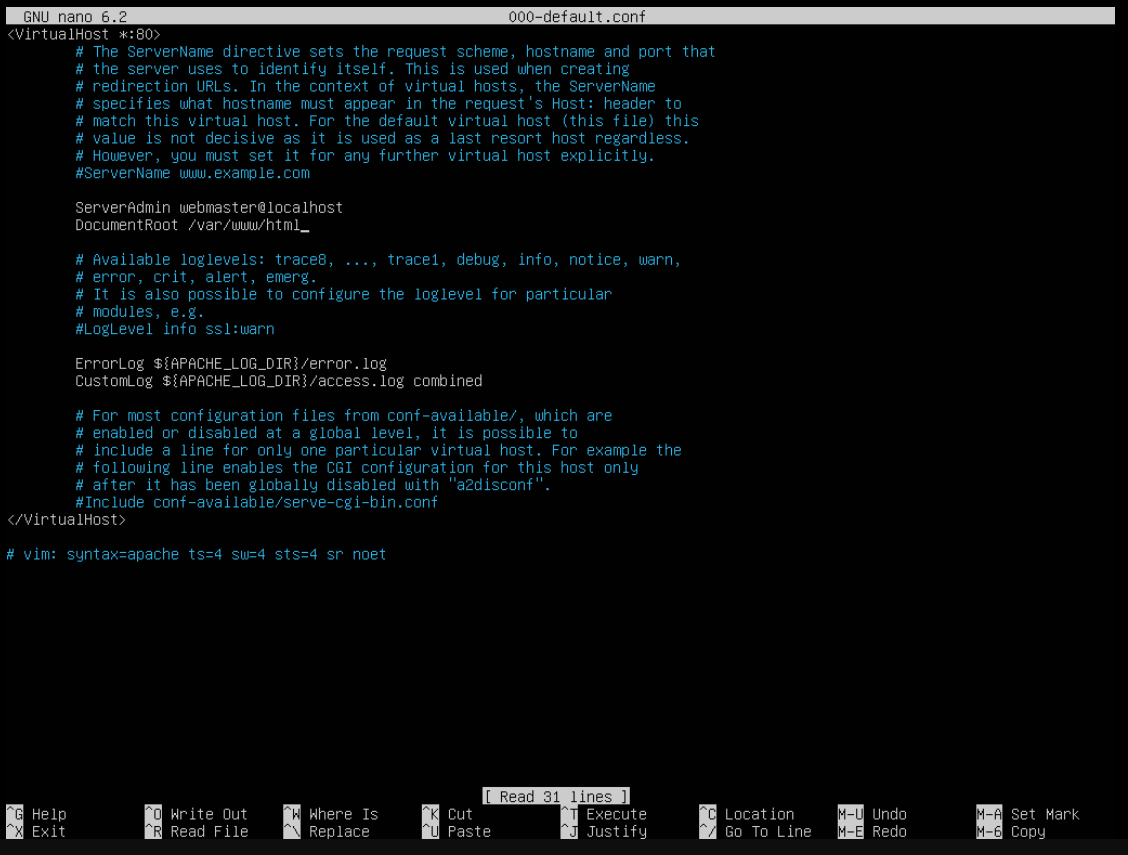 GNU nano 6.2 000-default.conf
<VirtualHost *:80>
# The ServerName directive sets the request scheme, hostname and port that
# the server uses to identify itself. This is used when creating
# redirection URLs. In the context of virtual hosts, the ServerName
# specifies what hostname must appear in the request's Host: header to
# match this virtual host. For the default virtual host (this file) this
# value is not decisive as it is used as a last resort host regardless.
# However, you must set it for any further virtual host explicitly.
#ServerName www.example.com
ServerAdmin webmaster@localhost
DocumentRoot /var/www/html
# Available loglevels: trace8, ..., trace1, debug, info, notice, warn,
# error, crit, alert, emerg.
# It is also possible to configure the loglevel for particular
# modules, e.g.
#LogLevel info ssl:warn
ErrorLog ${APACHE_LOG_DIR}/error.log
CustomLog ${APACHE_LOG_DIR}/access.log combined
# For most configuration files from conf-available/, which are
# enabled or disabled at a global level, it is possible to
# include a line for only one particular virtual host. For example the
# following line enables the CGI configuration for this host only
# after it has been globally disabled with "a2disconf".
#Include conf-available/serve-cgi-bin.conf
</VirtualHost>
# vim: syntax=apache ts=4 sw=4 sts=4 sr noet
[ Read 31 lines ]
^G Help ^O Write Out ^W Where Is ^K Cut ^T Execute ^C Location M-U Undo M-A Set Mark
^X Exit ^R Read File ^\ Replace ^U Paste ^J Justify ^/ Go To Line M-E Redo M-6 Copy